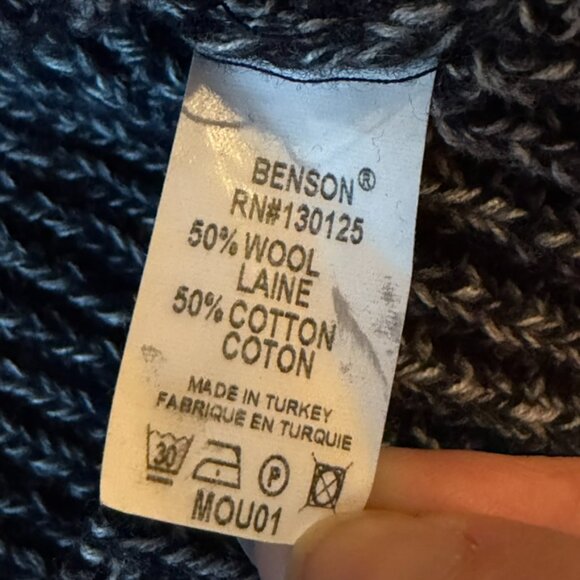 BENSON®
RN#130125
50% WOOL
LAINE
50% COTTON
COTON
MADE IN TURKEY
FABRIQUE EN TURQUIE
30 P
MOU01